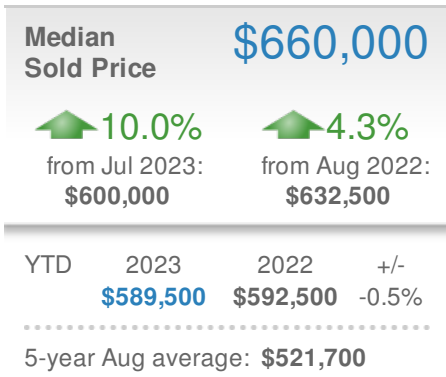 Median
Sold Price
$660,000
10.0%
from Jul 2023:
$600,000
4.3%
from Aug 2022:
$632,500
YTD 2023 2022 +/-
$589,500 $592,500 -0.5%
5-year Aug average: $521,700